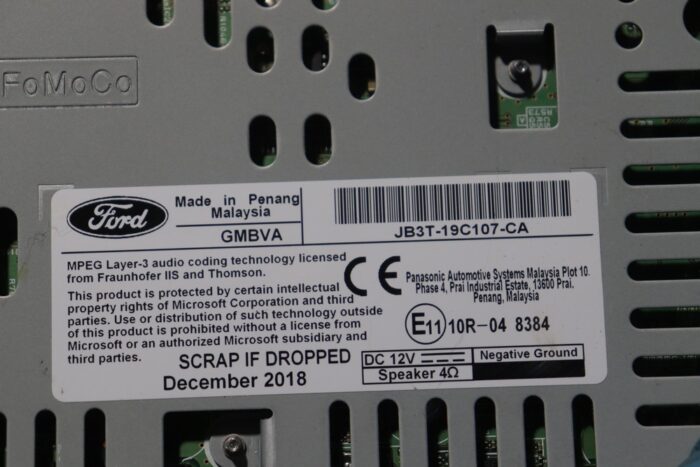 FoMoCo
Ford
Made in Penang
Malaysia
GMBVA
JB3T-19C107-CA
MPEG Layer-3 audio coding technology licensed
from Fraunhofer IIS and Thomson.
This product is protected by certain intellectual
property rights of Microsoft Corporation and third
parties. Use or distribution of such technology outside
of this product is prohibited without a license from
Microsoft or an authorized Microsoft subsidiary and
third parties.
CE
Panasonic Automotive Systems Malaysia Plot 10.
Phase 4, Prai Industrial Estate, 13600 Prai.
Penang, Malaysia
E11 10R-04 8384
SCRAP IF DROPPED
December 2018
DC 12V
Negative Ground
Speaker 4Ω